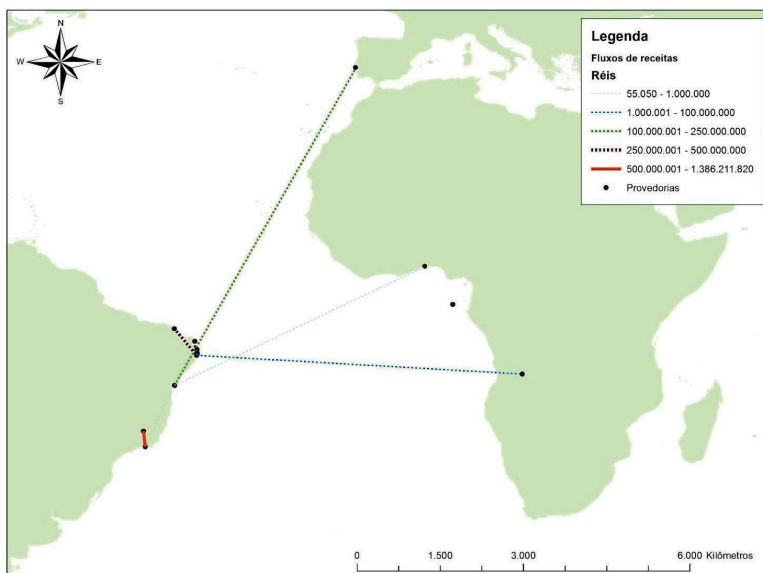 N
W E
S
Legenda
Fluxos de receitas
Réis
55.050 - 1.000.000
1.000.001 - 100.000.000
100.000.001 - 250.000.000
250.000.001 - 500.000.000
500.000.001 - 1.386.211.820
Provedorias
0 1.500 3.000 6.000 Kilômetros